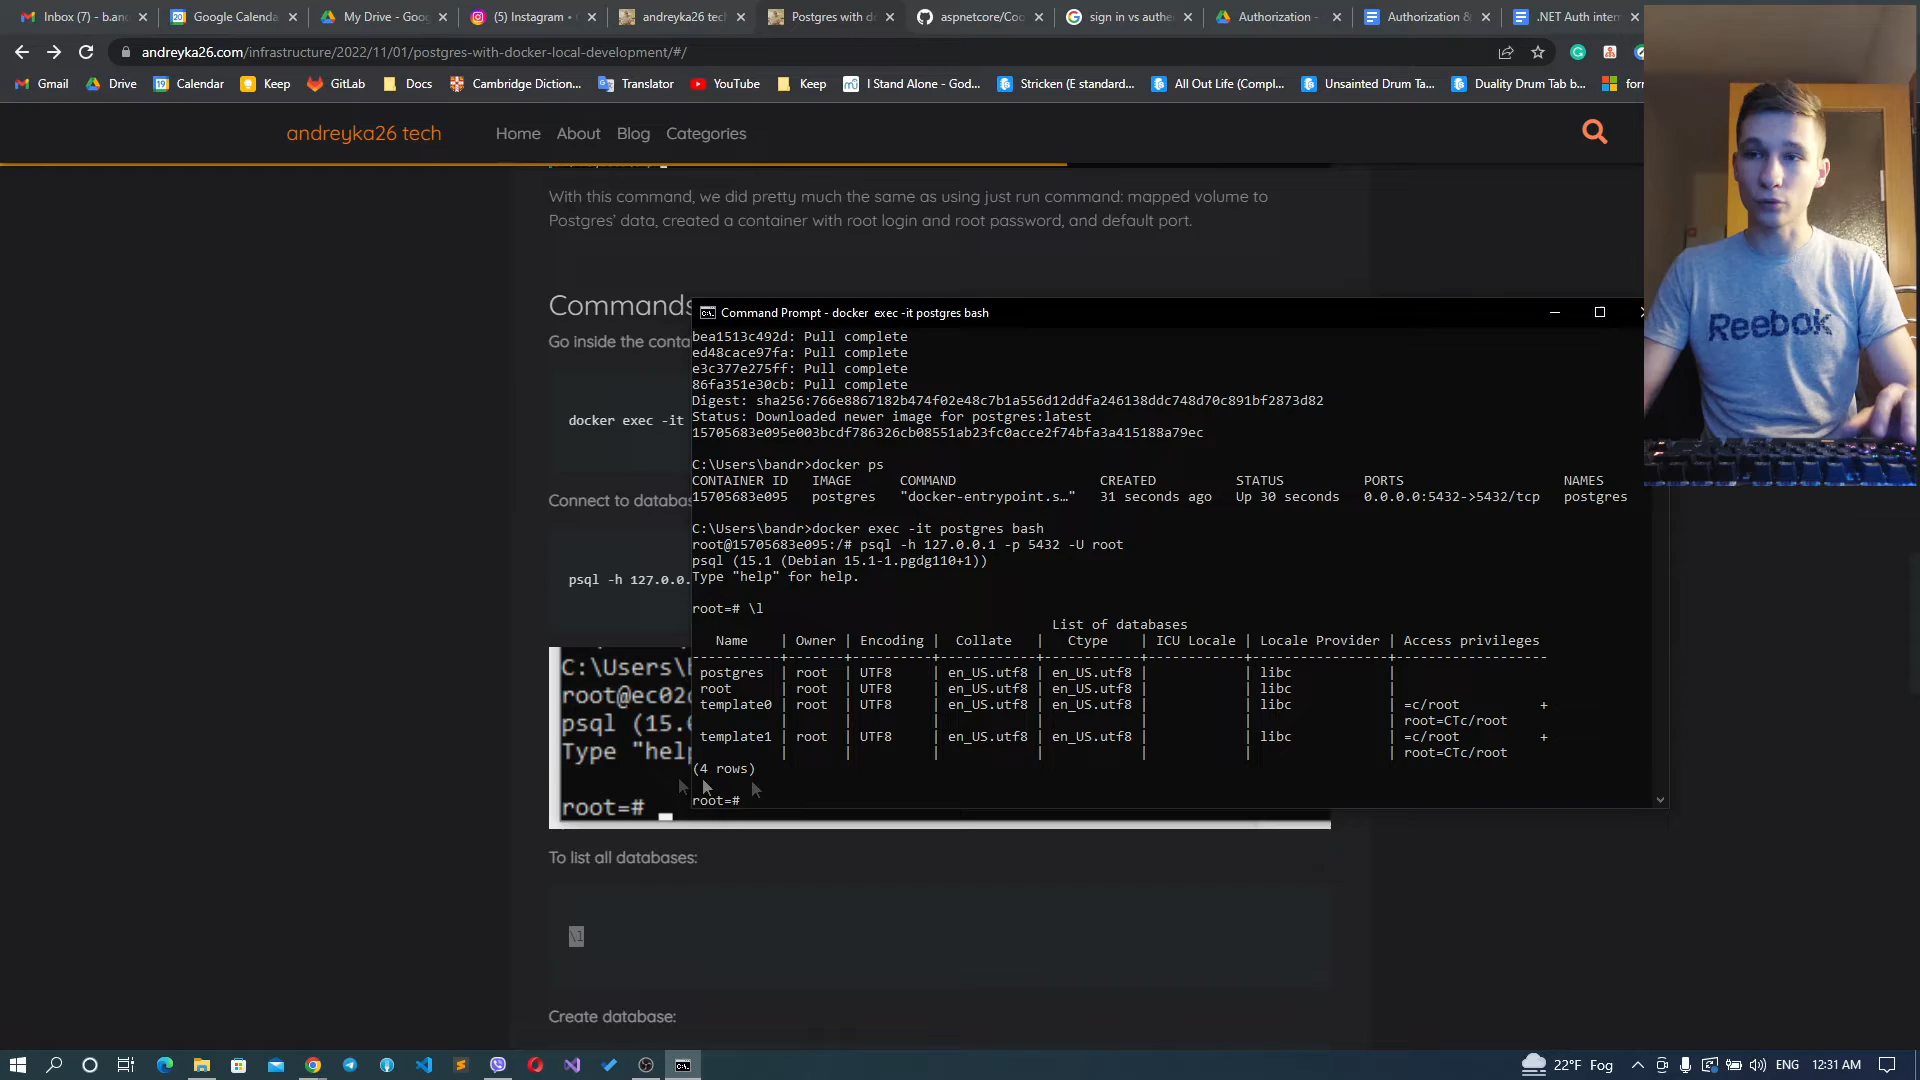 Inbox (7) - b.an
Google Calenda
My Drive - Goo
(5) Instagram •
andreyka26 tec
Postgres with d
aspnetcore/Coo
sign in vs authe
Authorization -
Authorization &
.NET Auth inter
andreyka26.com/infrastructure/2022/11/01/postgres-with-docker-local-development/#/
Gmail
Drive
Calendar
Keep
GitLab
Docs
Cambridge Diction...
Translator
YouTube
Keep
I Stand Alone - God...
Stricken (E standard...
All Out Life (Compl...
Unsainted Drum Ta...
Duality Drum Tab b...
for
andreyka26 tech
Home
About
Blog
Categories
With this command, we did pretty much the same as using just run command: mapped volume to
Postgres' data, created a container with root login and root password, and default port.
Commands
Go inside the conta
docker exec -it
Connect to databas
psql -h 127.0.0.
C:\Users\b
root@ec02
psql (15.
Type "help
root=#
To list all databases:
\l
Create database:
Command Prompt - docker exec -it postgres bash
bea1513c492d: Pull complete
ed48cace97fa: Pull complete
e3c377e275ff: Pull complete
86fa351e30cb: Pull complete
Digest: sha256:766e8867182b474f02e48c7b1a556d12ddfa246138ddc748d70c891bf2873d82
Status: Downloaded newer image for postgres:latest
15705683e095e003bcdf786326cb08551ab23fc0acce2f74bfa3a415188a79ec
C:\Users\bandr>docker ps
CONTAINER ID   IMAGE      COMMAND                  CREATED          STATUS          PORTS                    NAMES
15705683e095   postgres   "docker-entrypoint.s…"   31 seconds ago   Up 30 seconds   0.0.0.0:5432->5432/tcp   postgres
C:\Users\bandr>docker exec -it postgres bash
root@15705683e095:/# psql -h 127.0.0.1 -p 5432 -U root
psql (15.1 (Debian 15.1-1.pgdg110+1))
Type "help" for help.
root=# \l
List of databases
Name | Owner | Encoding | Collate | Ctype | ICU Locale | Locale Provider | Access privileges
-----------+-------+----------+------------+------------+------------+-----------------+-------------------
postgres | root | UTF8 | en_US.utf8 | en_US.utf8 | | libc |
root | root | UTF8 | en_US.utf8 | en_US.utf8 | | libc |
template0 | root | UTF8 | en_US.utf8 | en_US.utf8 | | libc | =c/root +
| | | | | | | root=CTc/root
template1 | root | UTF8 | en_US.utf8 | en_US.utf8 | | libc | =c/root +
| | | | | | | root=CTc/root
(4 rows)
root=#
Reebok
22°F Fog
ENG
12:31 AM